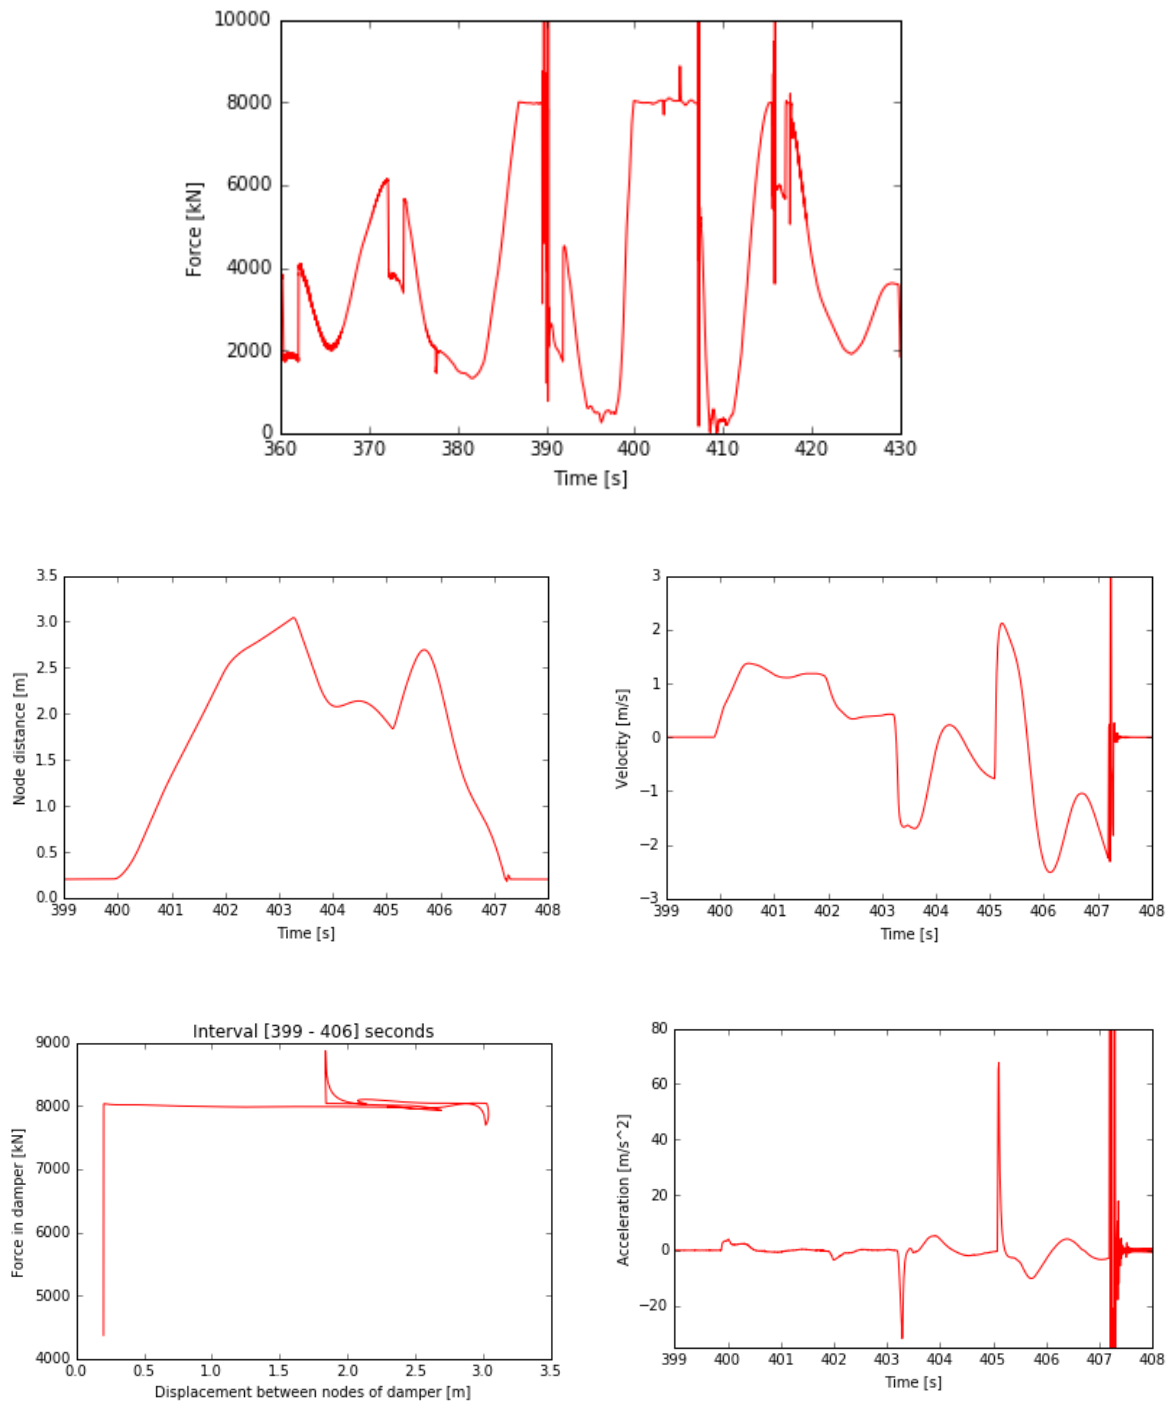 10000
8000
6000
4000
2000
0
Force [kN]
360 370 380 390 400 410 420 430
Time [s]
3.5
3.0
2.5
2.0
1.5
1.0
0.5
0.0
Node distance [m]
399 400 401 402 403 404 405 406 407 408
Time [s]
3
2
1
0
−1
−2
−3
Velocity [m/s]
399 400 401 402 403 404 405 406 407 408
Time [s]
Interval [399 - 406] seconds
9000
8000
7000
6000
5000
4000
Force in damper [kN]
0.0 0.5 1.0 1.5 2.0 2.5 3.0 3.5
Displacement between nodes of damper [m]
80
60
40
20
0
−20
Acceleration [m/s^2]
399 400 401 402 403 404 405 406 407 408
Time [s]